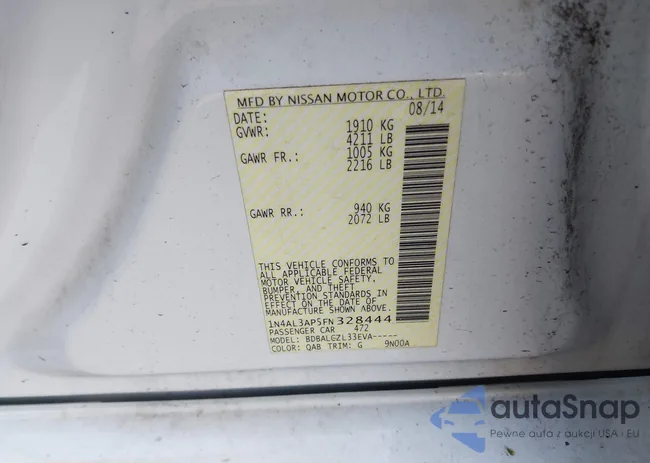 MFD BY NISSAN MOTOR CO., LTD.
DATE: 08/14
GVWR: 1910 KG
4211 LB
GAWR FR.: 1005 KG
2216 LB
GAWR RR.: 940 KG
2072 LB
THIS VEHICLE CONFORMS TO
ALL APPLICABLE FEDERAL
MOTOR VEHICLE SAFETY,
BUMPER, AND THEFT
PREVENTION STANDARDS IN
EFFECT ON THE DATE OF
MANUFACTURE SHOWN ABOVE.
1N4AL3AP5FN328444
PASSENGER CAR 472
MODEL: BDBALGZL33EVA-----
COLOR: QAB TRIM: G 9N00A
autaSnap
Pewne auta z aukcji USA i EU